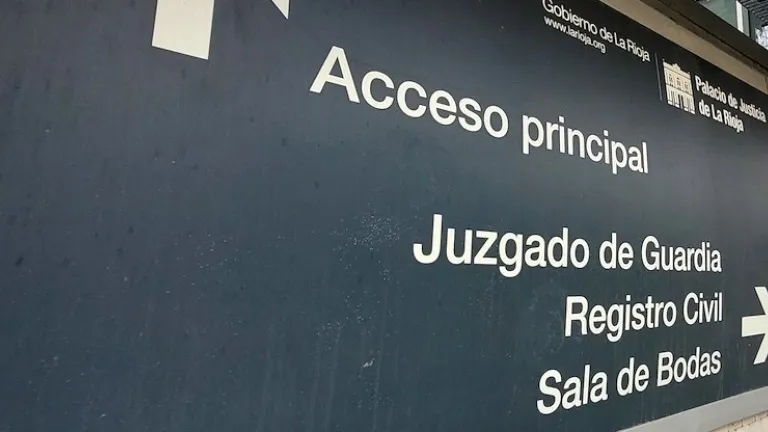 Gobierno de La Rioja
www.larioja.org
Palacio de Justicia
de La Rioja
Acceso principal
Juzgado de Guardia
Registro Civil
Sala de Bodas